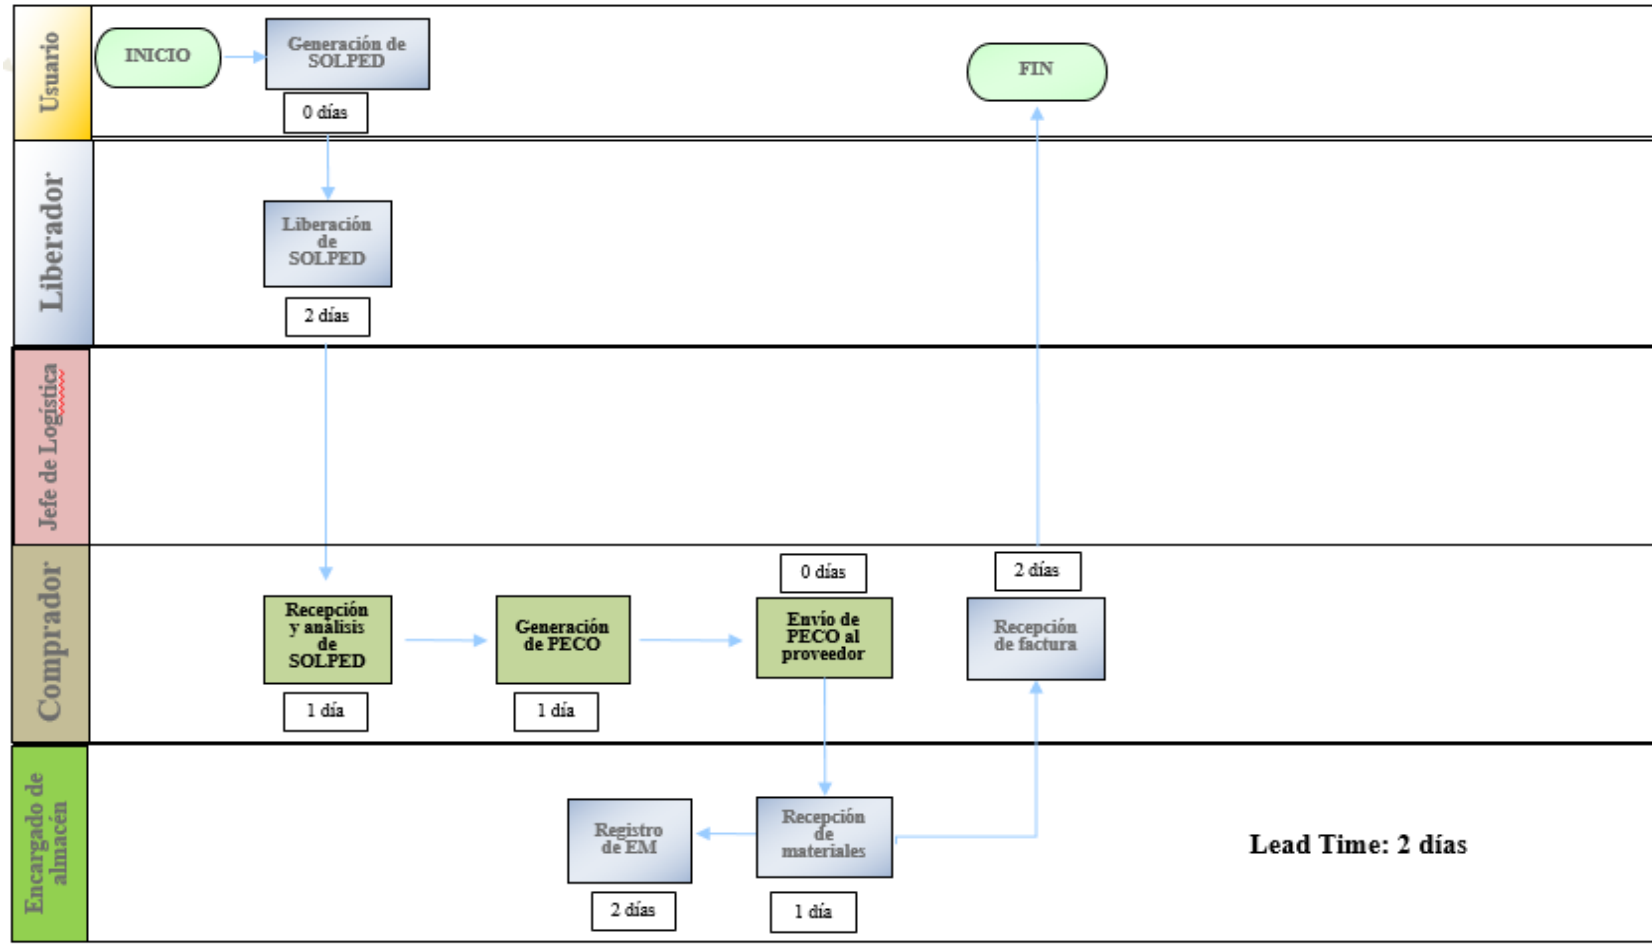 Usuario
INICIO
Generación de
SOLPED
0 días
FIN
Liberador
Liberación
de
SOLPED
2 días
Jefe de Logística
Comprador
Recepción
y análisis
de
SOLPED
1 día
Generación
de PECO
1 día
0 días
Envío de
PECO al
proveedor
2 días
Recepción
de factura
Encargado de
almacén
Registro
de EM
2 días
Recepción
de
materiales
1 día
Lead Time: 2 días